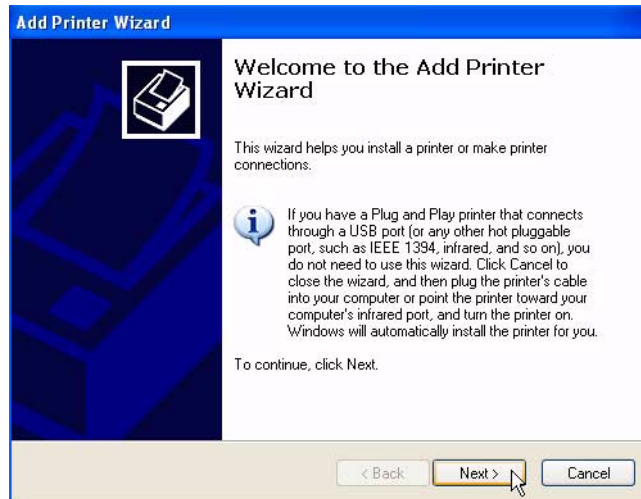 Add Printer Wizard
Welcome to the Add Printer
Wizard
This wizard helps you install a printer or make printer
connections.
If you have a Plug and Play printer that connects
through a USB port (or any other hot pluggable
port, such as IEEE 1394, infrared, and so on), you
do not need to use this wizard. Click Cancel to
close the wizard, and then plug the printer's cable
into your computer or point the printer toward your
computer's infrared port, and turn the printer on.
Windows will automatically install the printer for you.
To continue, click Next.
< Back Next > Cancel